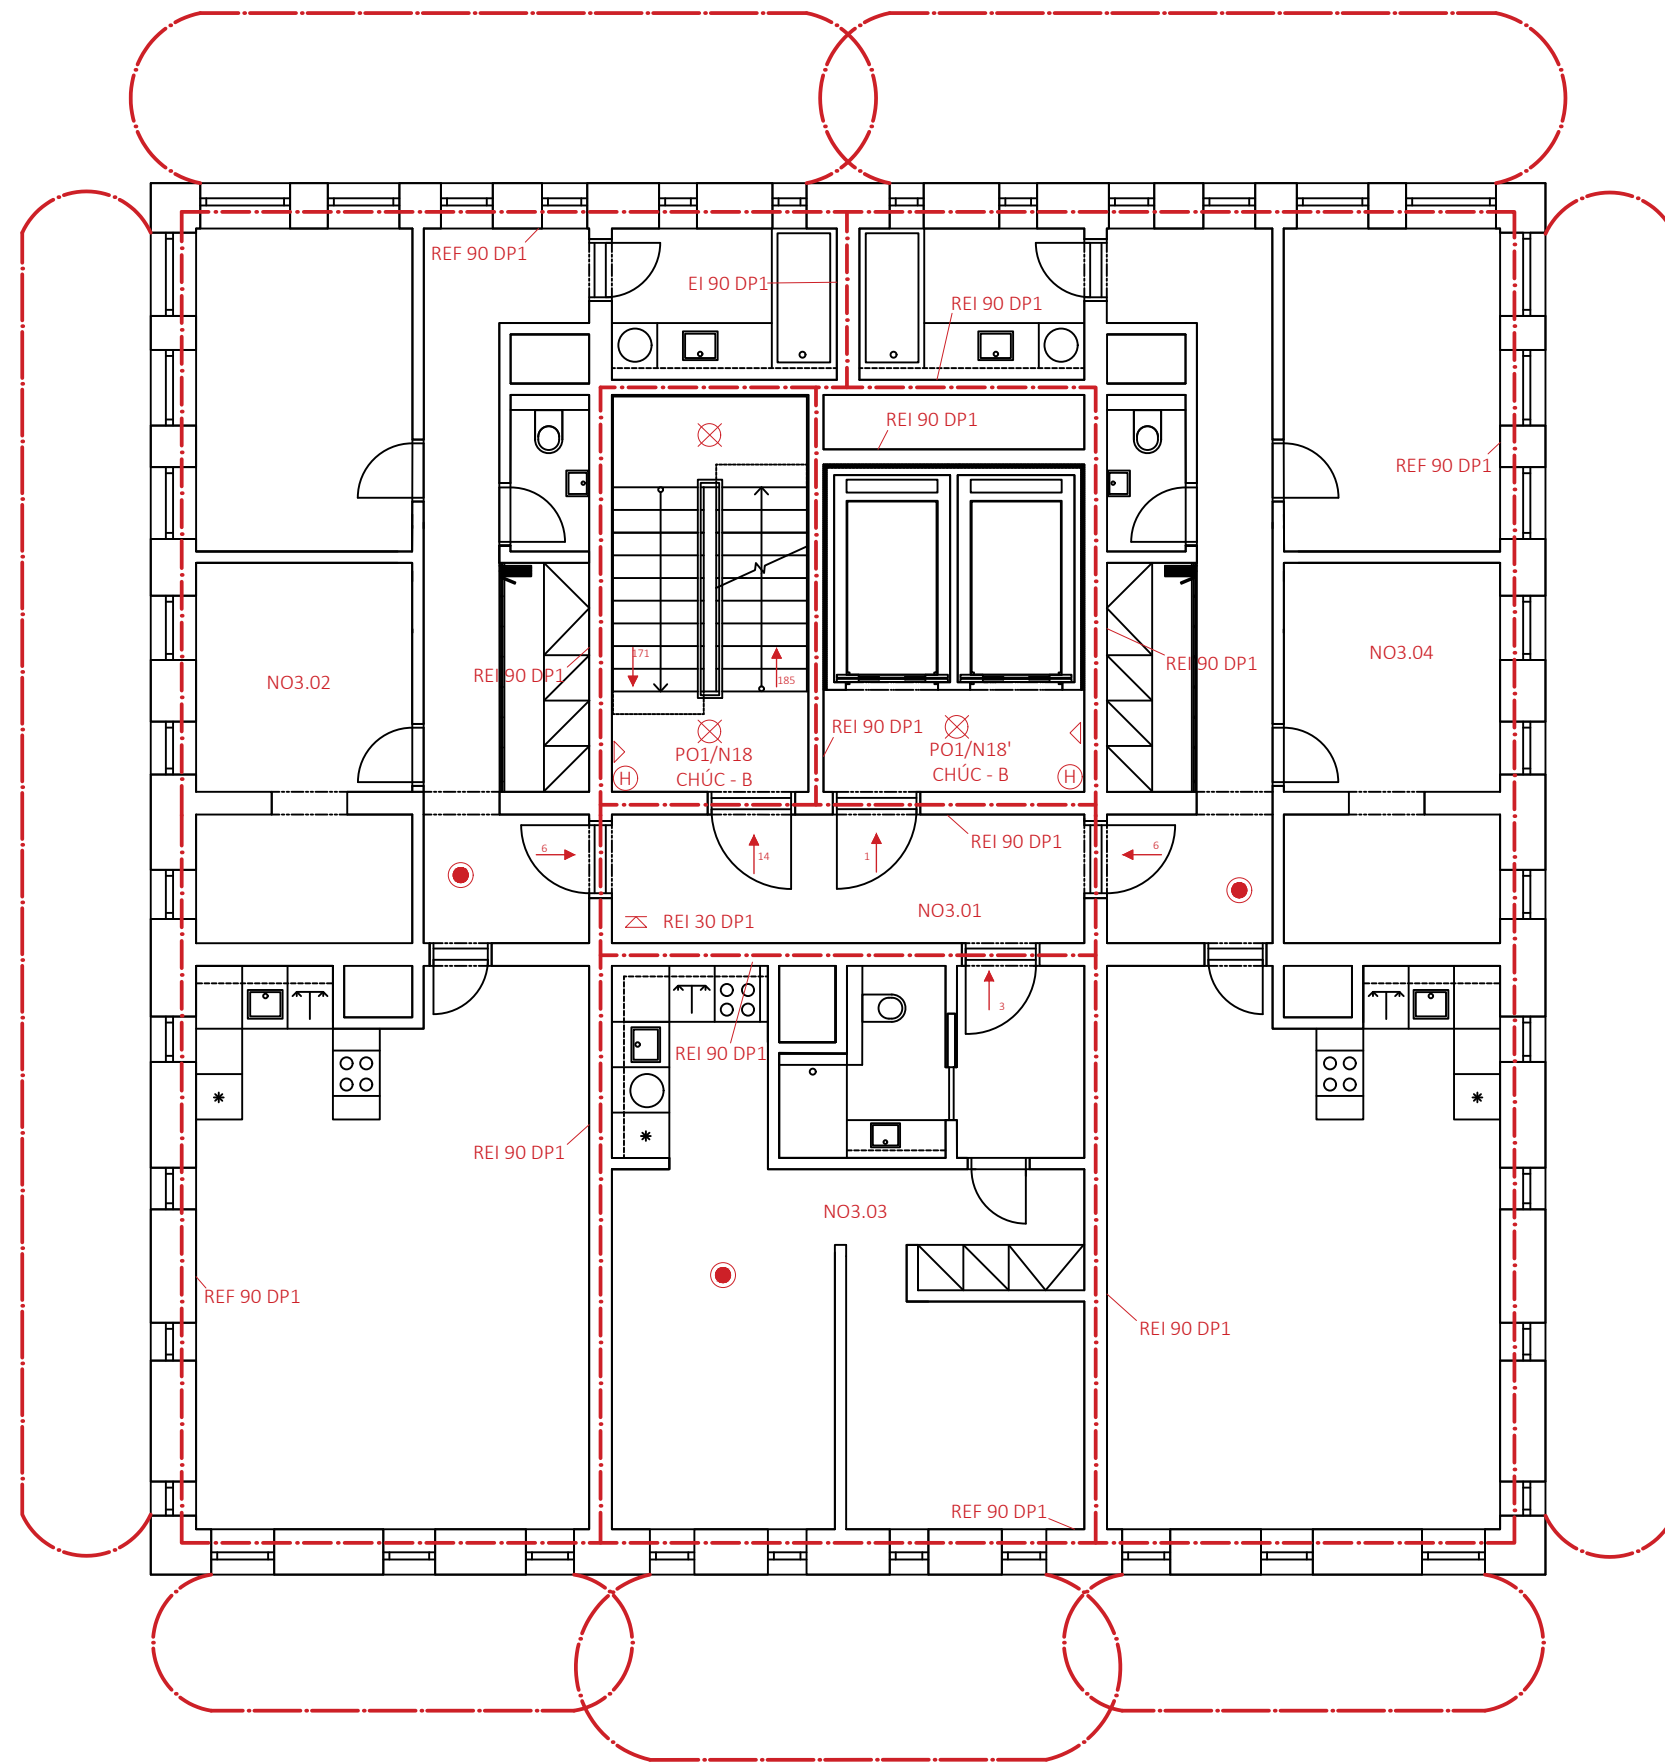 REF 90 DP1
EI 90 DP1
REI 90 DP1
REI 90 DP1
REF 90 DP1
171
185
REI 90 DP1
NO3.02
REI 90 DP1
NO3.04
REI 90 DP1
PO1/N18
CHÚC - B
H
PO1/N18'
CHÚC - B
H
6
14
1
REI 90 DP1
6
REI 30 DP1
NO3.01
3
REI 90 DP1
REI 90 DP1
NO3.03
REF 90 DP1
REI 90 DP1
REF 90 DP1